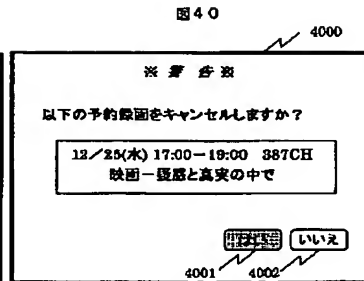 図40
4000
※ 警 告 ※
以下の予約録画をキャンセルしますか？
12/25(水) 17:00-19:00 387CH
映画-疑惑と真実の中で
はい いいえ
4001 4002